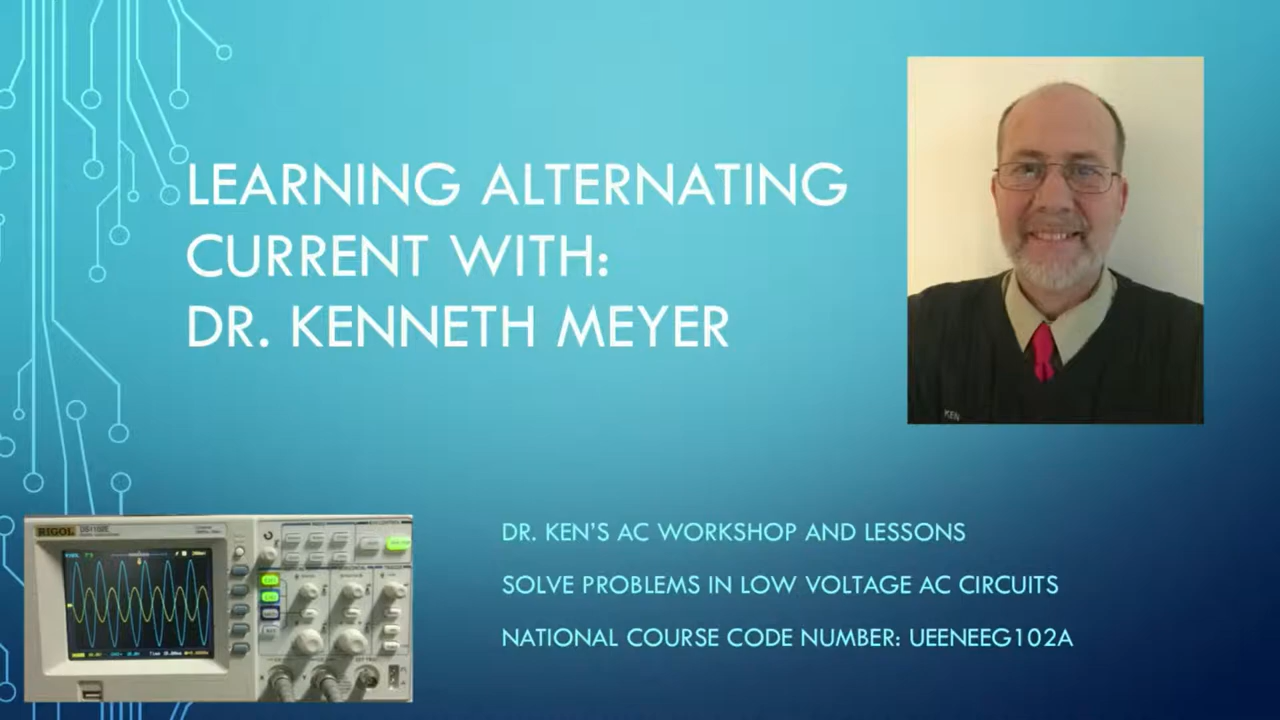 LEARNING ALTERNATING
CURRENT WITH:
DR. KENNETH MEYER
KEN
RIGOL
DR. KEN'S AC WORKSHOP AND LESSONS
SOLVE PROBLEMS IN LOW VOLTAGE AC CIRCUITS
NATIONAL COURSE CODE NUMBER: UEENEEG102A